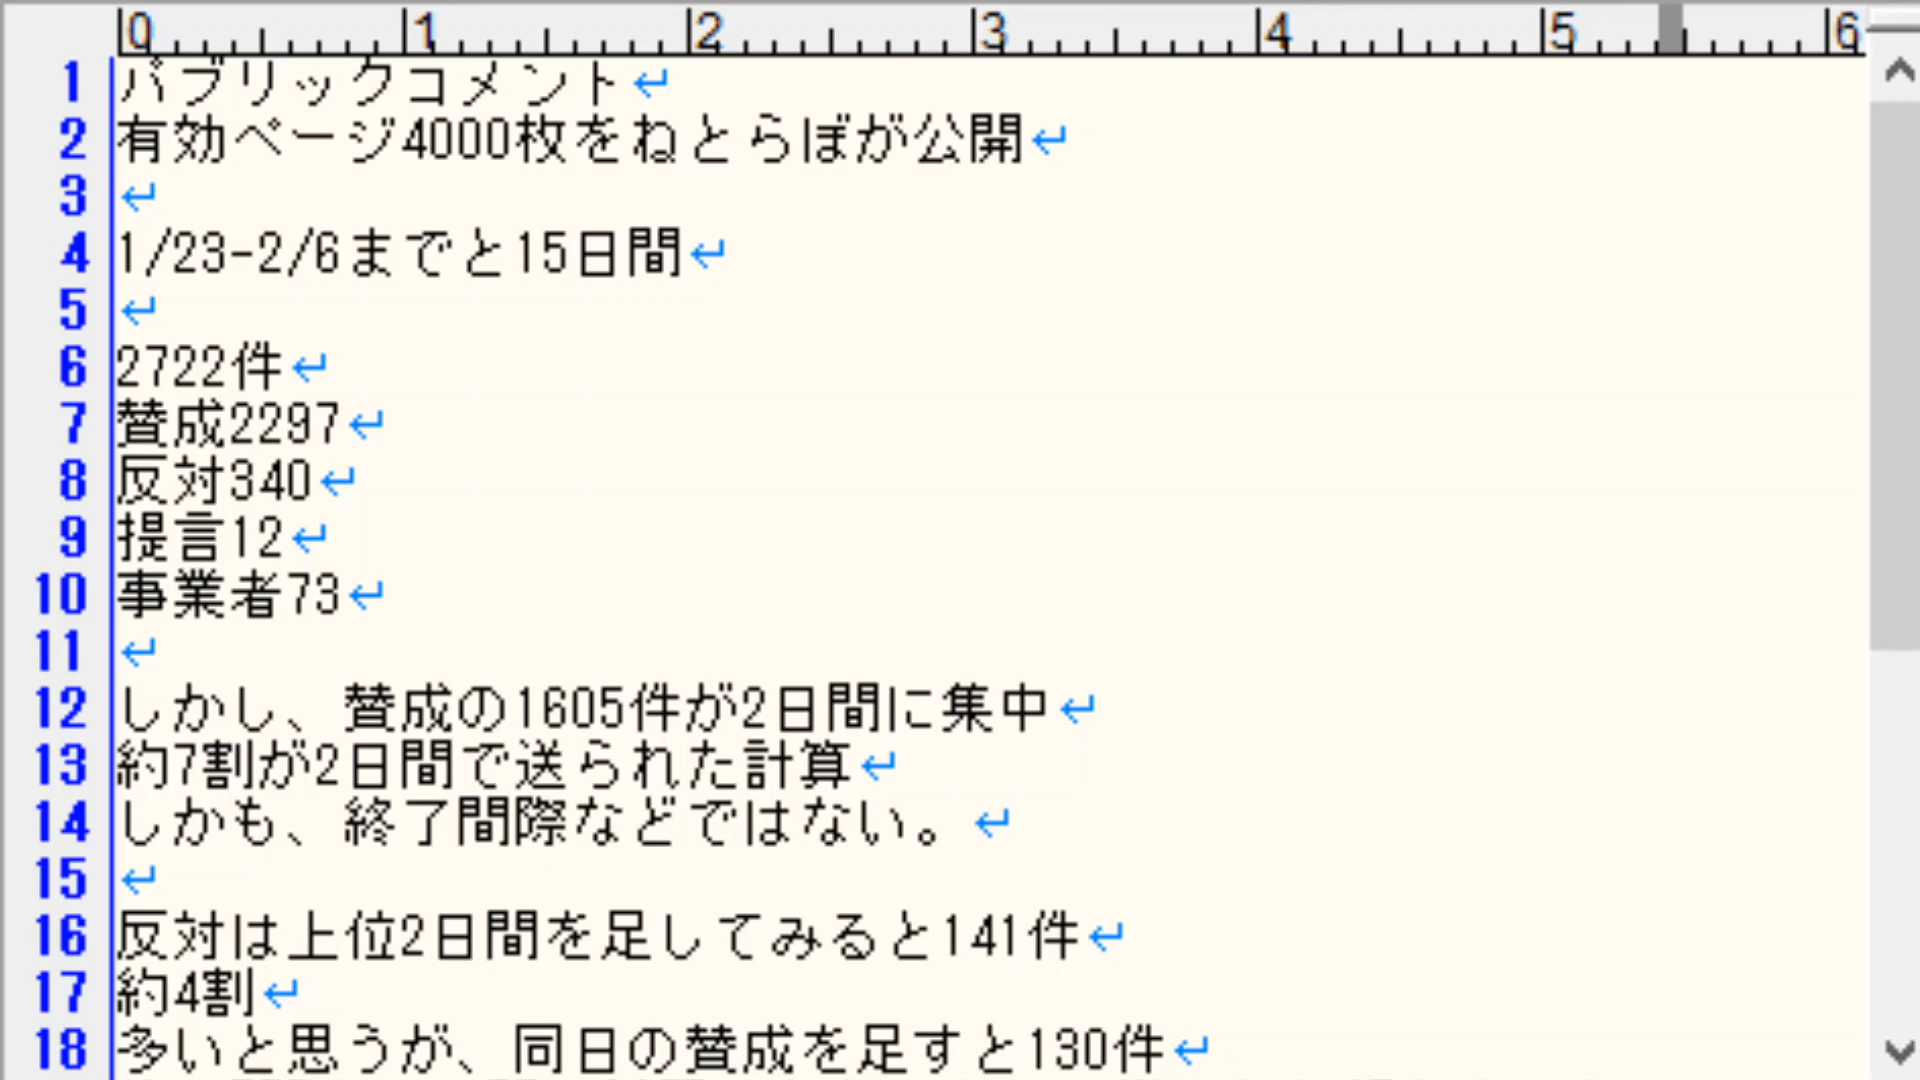 0 1 2 3 4 5 6
1 パブリックコメント
2 有効ページ4000枚をねとらぼが公開
3
4 1/23-2/6までと15日間
5
6 2722件
7 賛成2297
8 反対340
9 提言12
10 事業者73
11
12 しかし、賛成の1605件が2日間に集中
13 約7割が2日間で送られた計算
14 しかも、終了間際などではない。
15
16 反対は上位2日間を足してみると141件
17 約4割
18 多いと思うが、同日の賛成を足すと130件